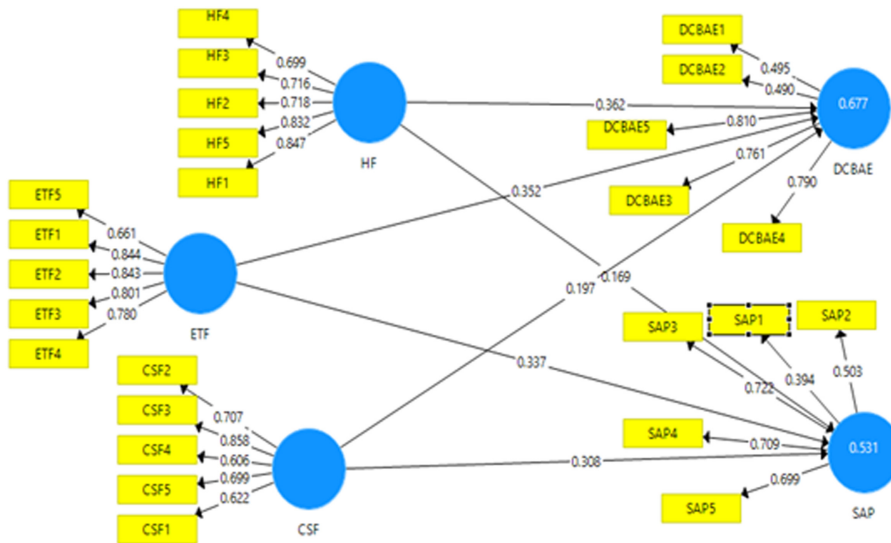 HF4
HF3
HF2
HF5
HF1
0.699
0.716
0.718
0.832
0.847
HF
ETF5
ETF1
ETF2
ETF3
ETF4
0.661
0.844
0.843
0.801
0.780
ETF
CSF2
CSF3
CSF4
CSF5
CSF1
0.707
0.858
0.606
0.699
0.622
CSF
0.362
0.352
0.197
0.169
0.337
0.308
DCBAE1
DCBAE2
DCBAE5
DCBAE3
DCBAE4
0.495
0.490
0.810
0.761
0.790
0.677
DCBAE
SAP3
SAP1
SAP2
SAP4
SAP5
0.722
0.394
0.503
0.709
0.699
0.531
SAP